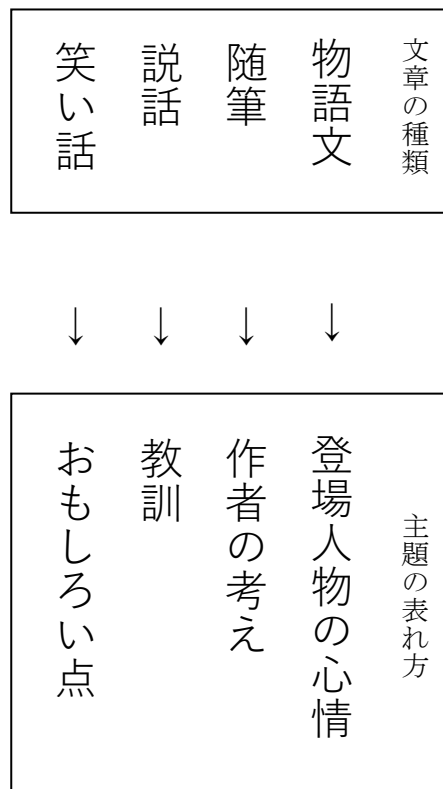 文章の種類
物語文
随筆
説話
笑い話
↓
↓
↓
↓
主題の表れ方
登場人物の心情
作者の考え
教訓
おもしろい点